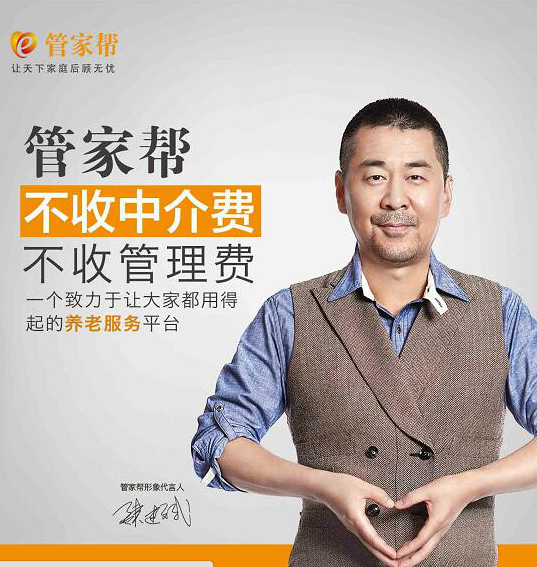 管家帮
让天下家庭后顾无忧
管家帮
不收中介费
不收管理费
一个致力于让大家都用得
起的养老服务平台
管家帮形象代言人